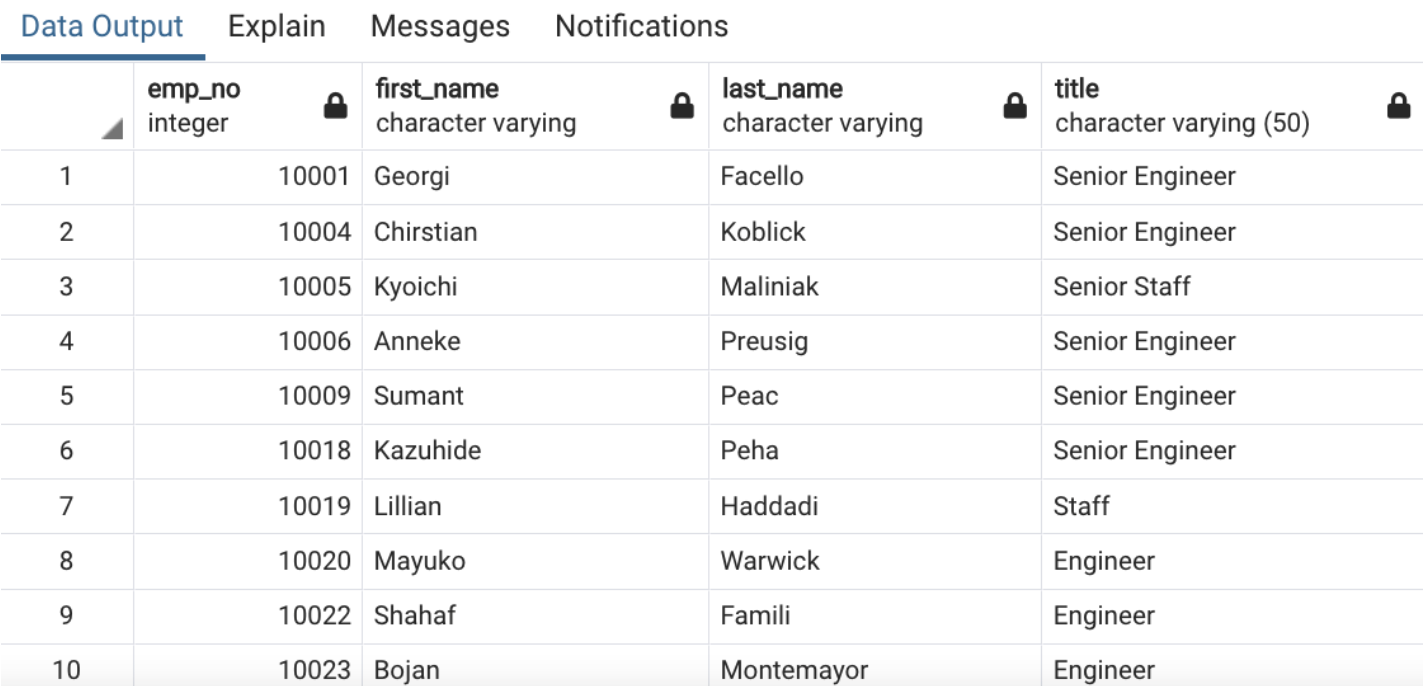 Data Output Explain Messages Notifications
emp_no first_name last_name title
integer character varying character varying character varying (50)
1 10001 Georgi Facello Senior Engineer
2 10004 Chirstian Koblick Senior Engineer
3 10005 Kyoichi Maliniak Senior Staff
4 10006 Anneke Preusig Senior Engineer
5 10009 Sumant Peac Senior Engineer
6 10018 Kazuhide Peha Senior Engineer
7 10019 Lillian Haddadi Staff
8 10020 Mayuko Warwick Engineer
9 10022 Shahaf Famili Engineer
10 10023 Bojan Montemayor Engineer